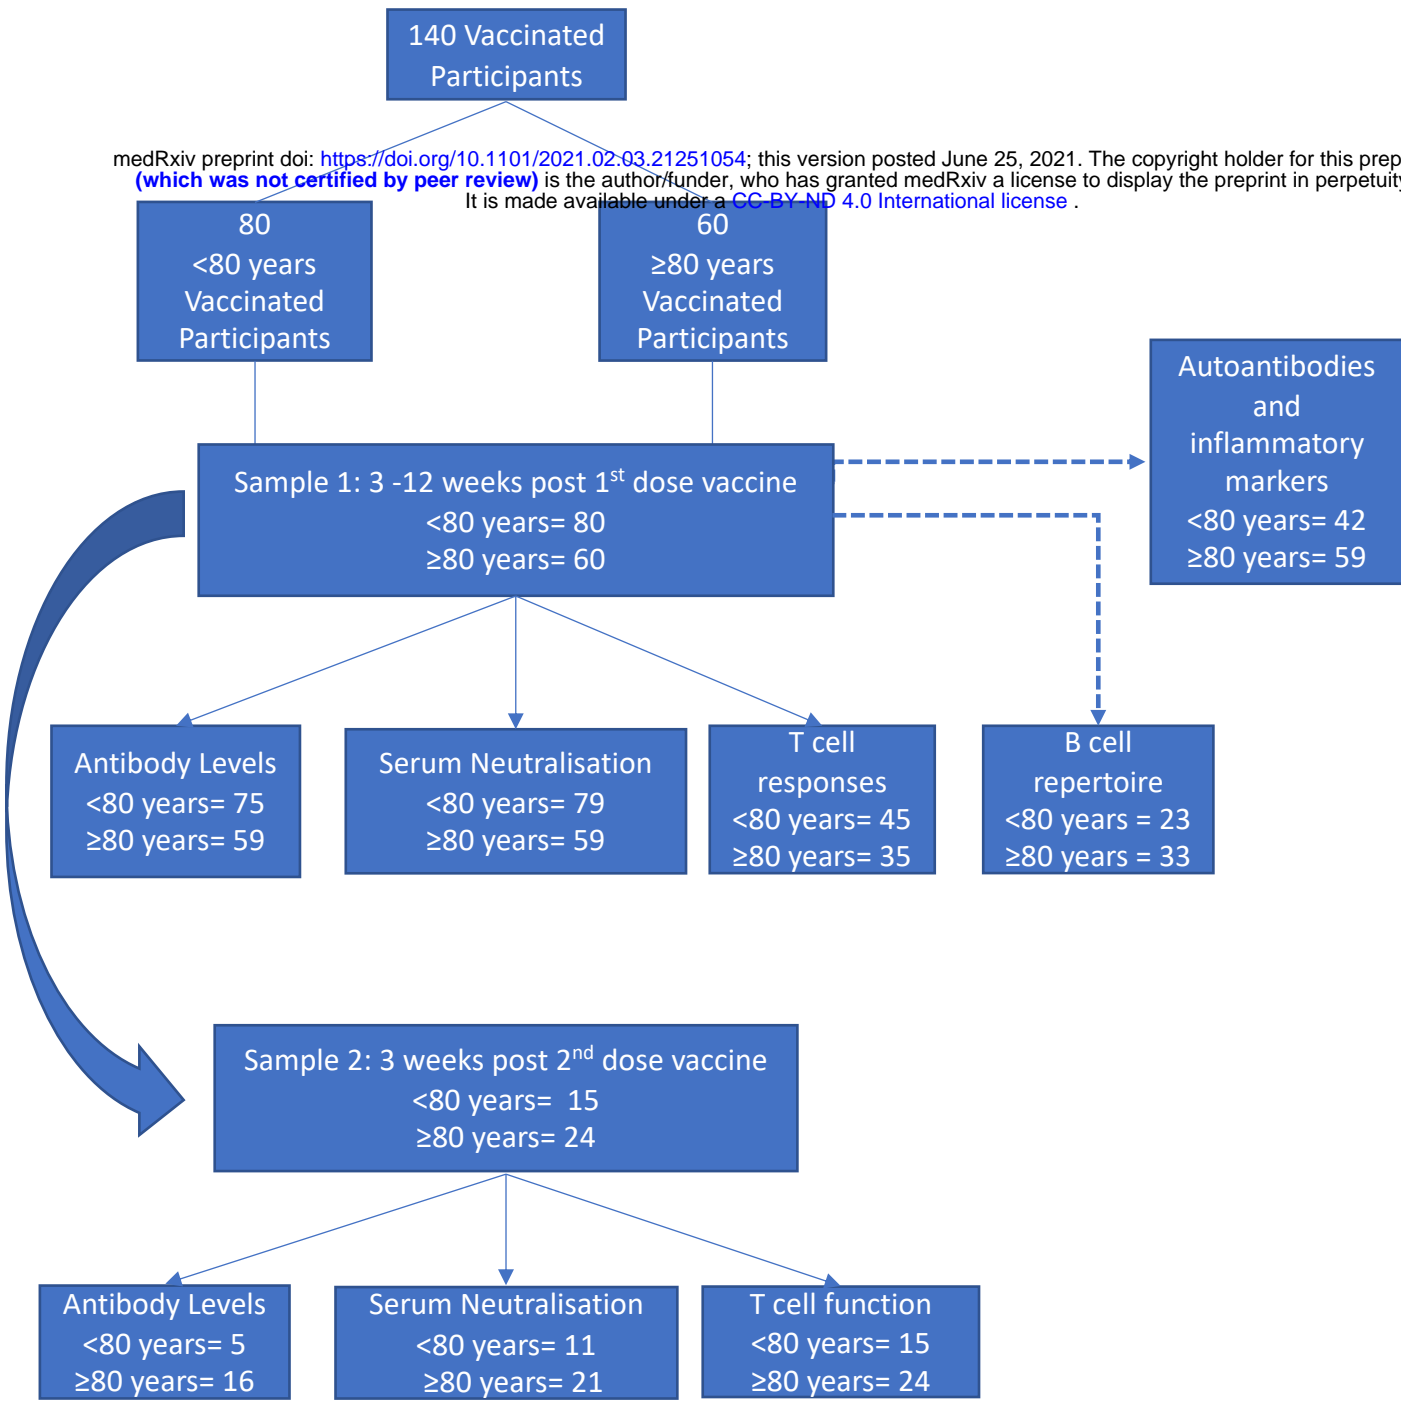 140 Vaccinated
Participants
medRxiv preprint doi: https://doi.org/10.1101/2021.02.03.21251054; this version posted June 25, 2021. The copyright holder for this prep
(which was not certified by peer review) is the author/funder, who has granted medRxiv a license to display the preprint in perpetuity
It is made available under a CC-BY-ND 4.0 International license .
80
<80 years
Vaccinated
Participants
60
≥80 years
Vaccinated
Participants
Autoantibodies
and
inflammatory
markers
<80 years= 42
≥80 years= 59
Sample 1: 3 -12 weeks post 1st dose vaccine
<80 years= 80
≥80 years= 60
Antibody Levels
<80 years= 75
≥80 years= 59
Serum Neutralisation
<80 years= 79
≥80 years= 59
T cell
responses
<80 years= 45
≥80 years= 35
B cell
repertoire
<80 years = 23
≥80 years = 33
Sample 2: 3 weeks post 2nd dose vaccine
<80 years=  15
≥80 years= 24
Antibody Levels
<80 years= 5
≥80 years= 16
Serum Neutralisation
<80 years= 11
≥80 years= 21
T cell function
<80 years= 15
≥80 years= 24